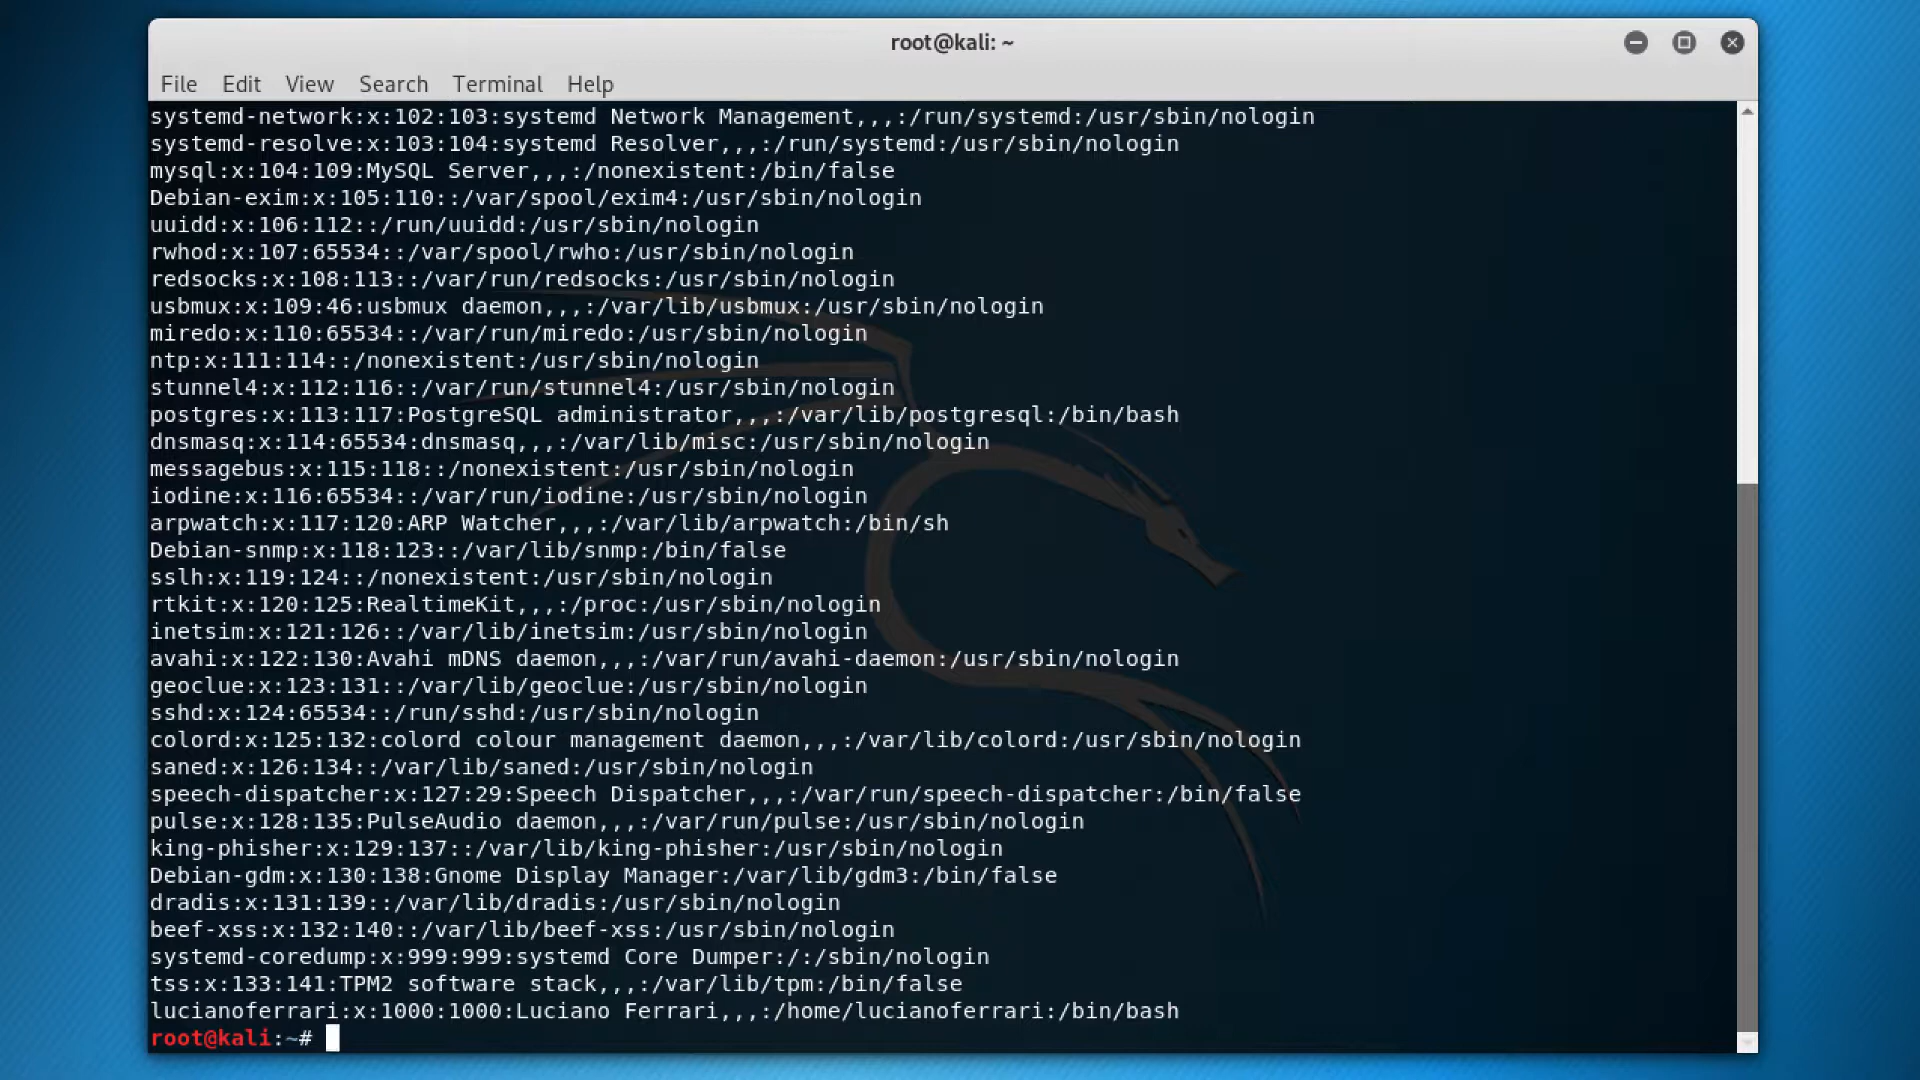 root@kali: ~
File Edit View Search Terminal Help
systemd-network:x:102:103:systemd Network Management,,,:/run/systemd:/usr/sbin/nologin
systemd-resolve:x:103:104:systemd Resolver,,,:/run/systemd:/usr/sbin/nologin
mysql:x:104:109:MySQL Server,,,:/nonexistent:/bin/false
Debian-exim:x:105:110::/var/spool/exim4:/usr/sbin/nologin
uuidd:x:106:112::/run/uuidd:/usr/sbin/nologin
rwhod:x:107:65534::/var/spool/rwho:/usr/sbin/nologin
redsocks:x:108:113::/var/run/redsocks:/usr/sbin/nologin
usbmux:x:109:46:usbmux daemon,,,:/var/lib/usbmux:/usr/sbin/nologin
miredo:x:110:65534::/var/run/miredo:/usr/sbin/nologin
ntp:x:111:114::/nonexistent:/usr/sbin/nologin
stunnel4:x:112:116::/var/run/stunnel4:/usr/sbin/nologin
postgres:x:113:117:PostgreSQL administrator,,,:/var/lib/postgresql:/bin/bash
dnsmasq:x:114:65534:dnsmasq,,,:/var/lib/misc:/usr/sbin/nologin
messagebus:x:115:118::/nonexistent:/usr/sbin/nologin
iodine:x:116:65534::/var/run/iodine:/usr/sbin/nologin
arpwatch:x:117:120:ARP Watcher,,,:/var/lib/arpwatch:/bin/sh
Debian-snmp:x:118:123::/var/lib/snmp:/bin/false
sslh:x:119:124::/nonexistent:/usr/sbin/nologin
rtkit:x:120:125:RealtimeKit,,,:/proc:/usr/sbin/nologin
inetsim:x:121:126::/var/lib/inetsim:/usr/sbin/nologin
avahi:x:122:130:Avahi mDNS daemon,,,:/var/run/avahi-daemon:/usr/sbin/nologin
geoclue:x:123:131::/var/lib/geoclue:/usr/sbin/nologin
sshd:x:124:65534::/run/sshd:/usr/sbin/nologin
colord:x:125:132:colord colour management daemon,,,:/var/lib/colord:/usr/sbin/nologin
saned:x:126:134::/var/lib/saned:/usr/sbin/nologin
speech-dispatcher:x:127:29:Speech Dispatcher,,,:/var/run/speech-dispatcher:/bin/false
pulse:x:128:135:PulseAudio daemon,,,:/var/run/pulse:/usr/sbin/nologin
king-phisher:x:129:137::/var/lib/king-phisher:/usr/sbin/nologin
Debian-gdm:x:130:138:Gnome Display Manager:/var/lib/gdm3:/bin/false
dradis:x:131:139::/var/lib/dradis:/usr/sbin/nologin
beef-xss:x:132:140::/var/lib/beef-xss:/usr/sbin/nologin
systemd-coredump:x:999:999:systemd Core Dumper:/:/sbin/nologin
tss:x:133:141:TPM2 software stack,,,:/var/lib/tpm:/bin/false
lucianoferrari:x:1000:1000:Luciano Ferrari,,,:/home/lucianoferrari:/bin/bash
root@kali:~#